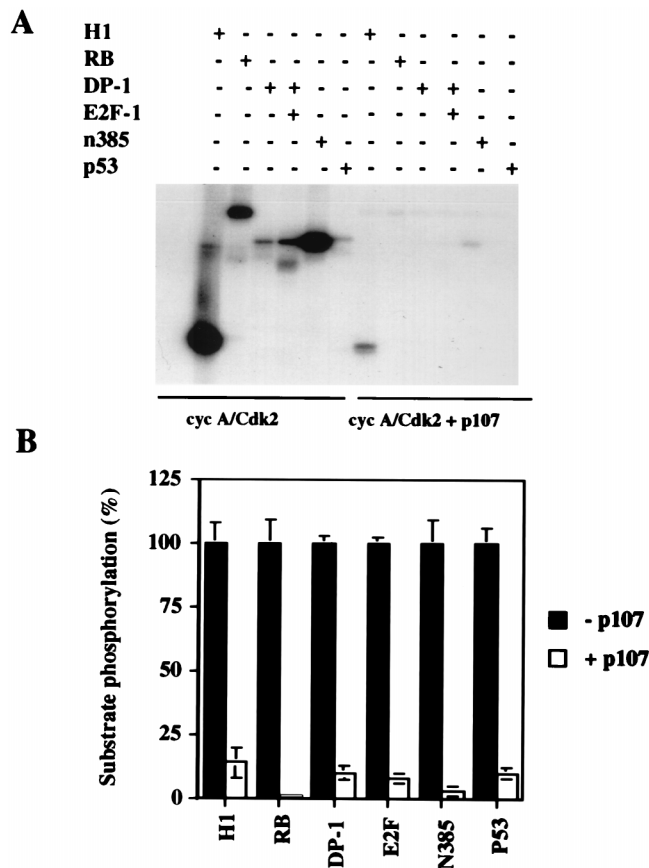 A
H1 + - - - - - + - - - - -
RB - + - - - - - + - - - -
DP-1 - - + + - - - - + + - -
E2F-1 - - - + - - - - - + - -
n385 - - - - + - - - - - + -
p53 - - - - - + - - - - - +
cyc A/Cdk2 cyc A/Cdk2 + p107
B
Substrate phosphorylation (%)
125
100
75
50
25
0
H1 RB DP-1 E2F N385 P53
- p107
+ p107